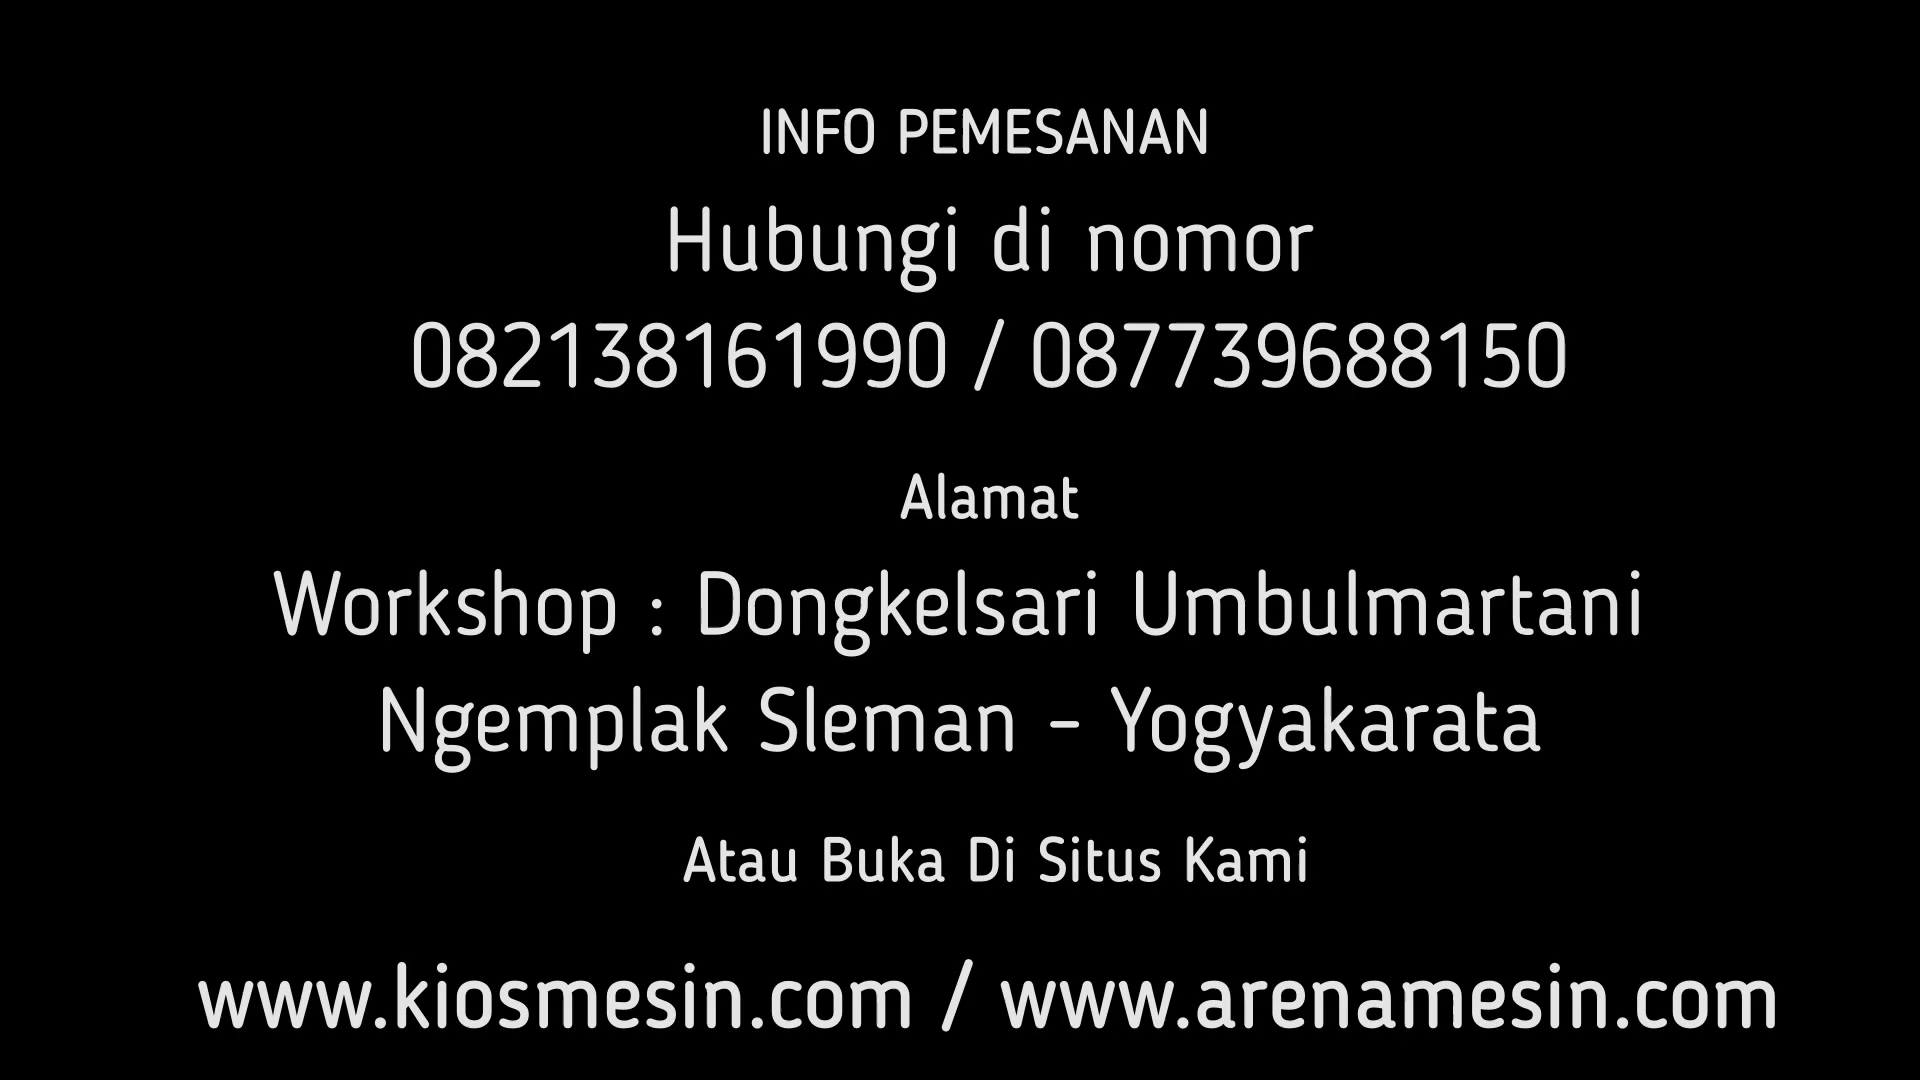 INFO PEMESANAN
Hubungi di nomor
082138161990 / 087739688150
Alamat
Workshop : Dongkelsari Umbulmartani
Ngemplak Sleman - Yogyakarata
Atau Buka Di Situs Kami
www.kiosmesin.com / www.arenamesin.com